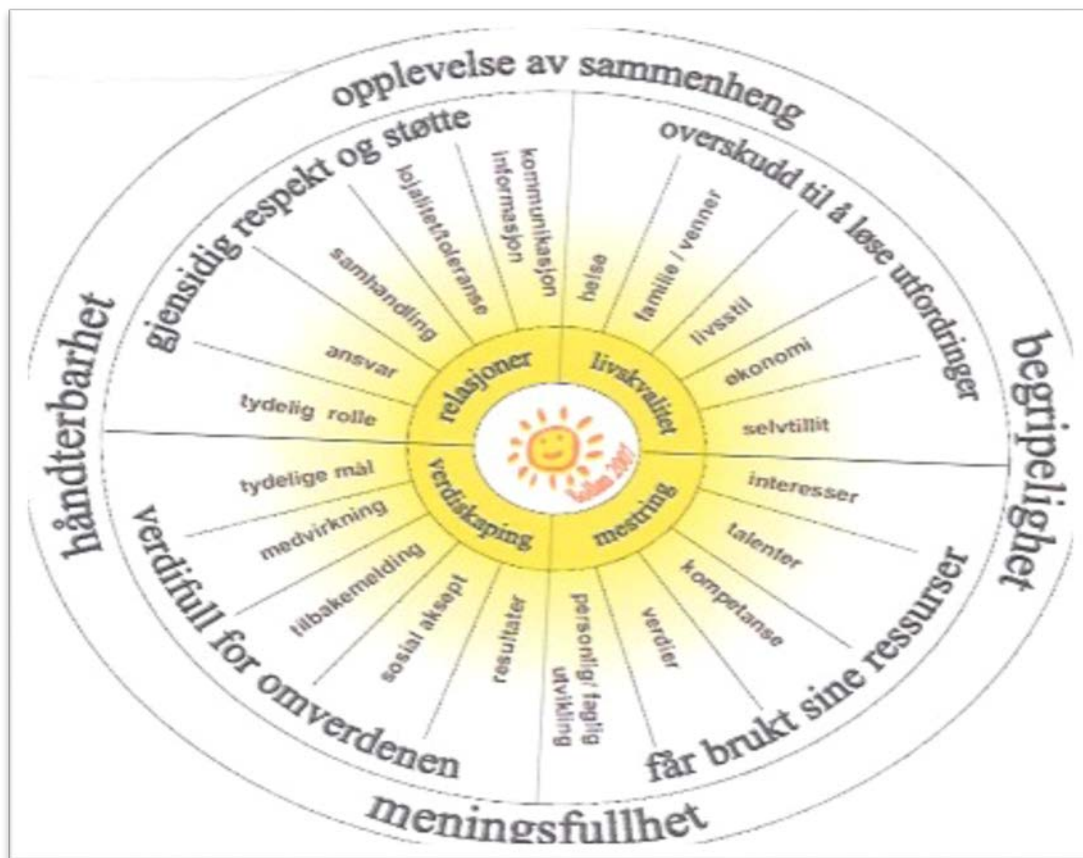 opplevelse av sammenheng
begripelighet
meningsfullhet
håndterbarhet
gjensidig respekt og støtte
overskudd til å løse utfordringer
får brukt sine ressurser
verdifull for omverdenen
relasjoner
livskvalitet
mestring
verdiskaping
kommunikasjon
informasjon
lojalitet/toleranse
samhandling
ansvar
tydelig rolle
helse
familie / venner
livsstil
økonomi
selvtillit
interesser
talenter
kompetanse
verdier
personlig/ faglig
utvikling
resultater
sosial aksept
tilbakemelding
medvirkning
tydelige mål
2007